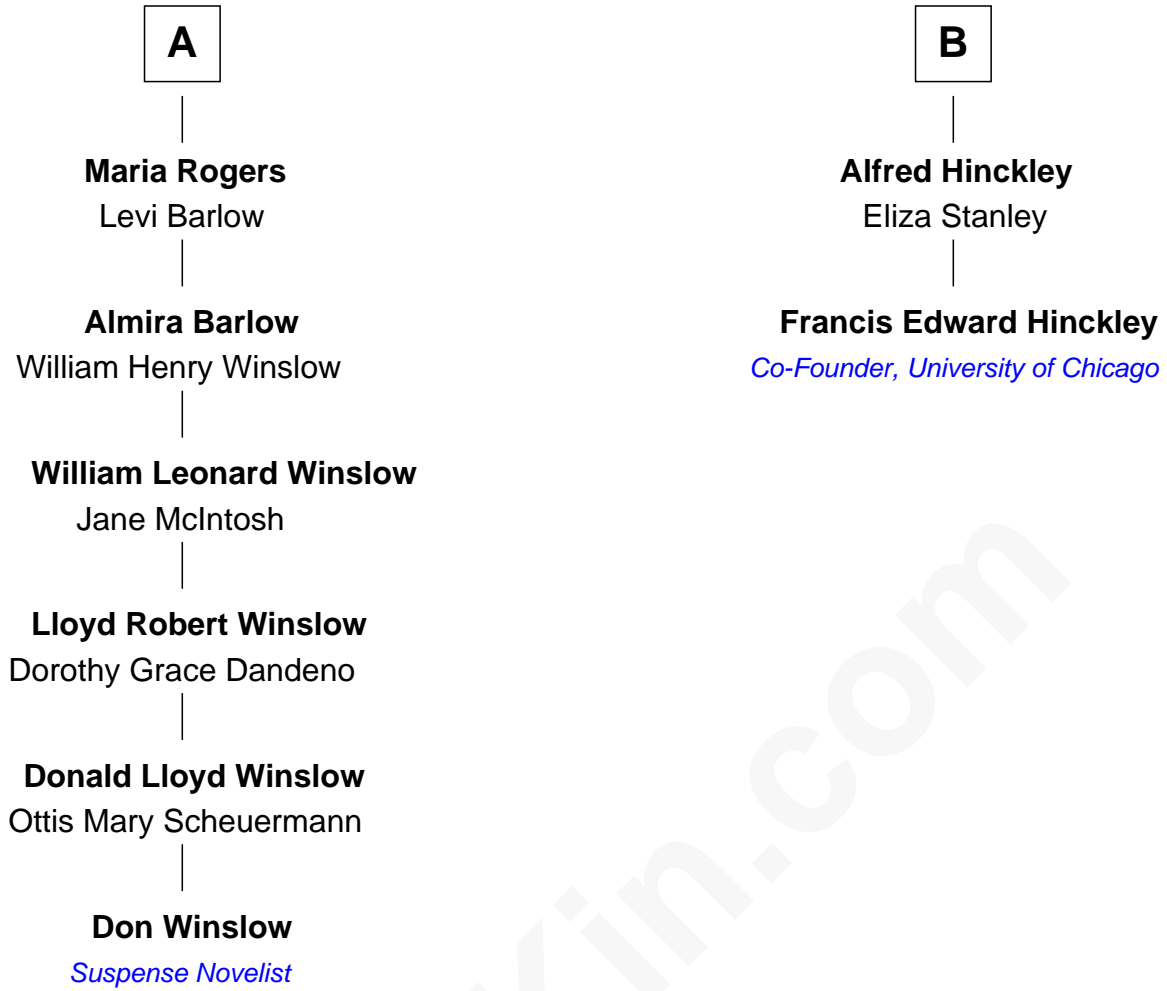 A
Maria Rogers
Levi Barlow
Almira Barlow
William Henry Winslow
William Leonard Winslow
Jane McIntosh
Lloyd Robert Winslow
Dorothy Grace Dandeno
Donald Lloyd Winslow
Ottis Mary Scheuermann
Don Winslow
Suspense Novelist
B
Alfred Hinckley
Eliza Stanley
Francis Edward Hinckley
Co-Founder, University of Chicago